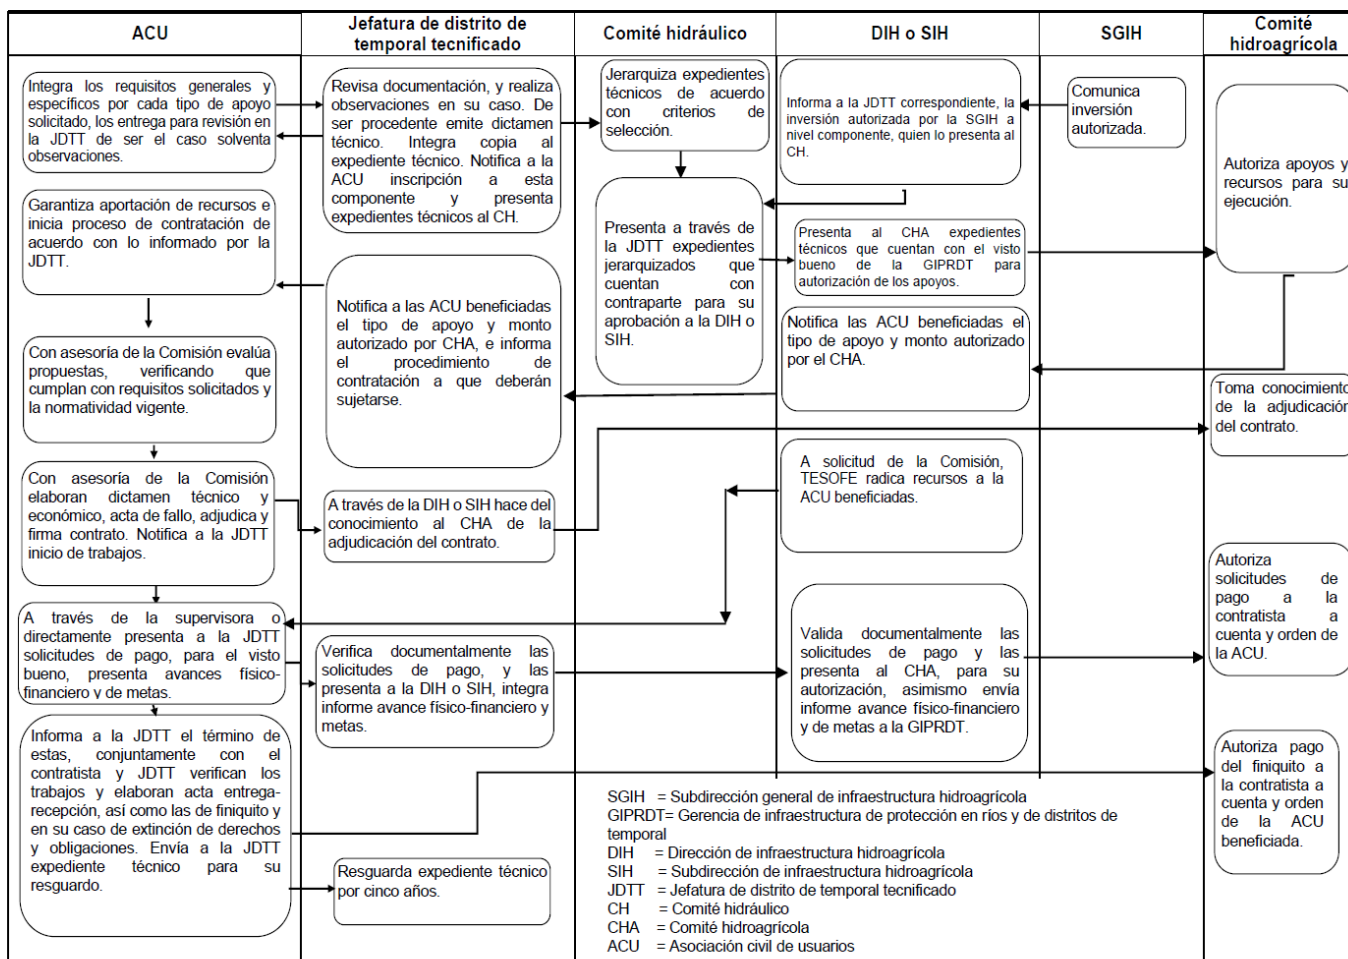 ACU
Jefatura de distrito de
temporal tecnificado
Comité hidráulico
DIH o SIH
SGIH
Comité
hidroagrícola
Integra los requisitos generales y
específicos por cada tipo de apoyo
solicitado, los entrega para revisión en
la JDTT de ser el caso solventa
observaciones.
Garantiza aportación de recursos e
inicia proceso de contratación de
acuerdo con lo informado por la
JDTT.
Con asesoría de la Comisión evalúa
propuestas, verificando que
cumplan con requisitos solicitados y
la normatividad vigente.
Con asesoría de la Comisión
elaboran dictamen técnico y
económico, acta de fallo, adjudica y
firma contrato. Notifica a la JDTT
inicio de trabajos.
A través de la supervisora o
directamente presenta a la JDTT
solicitudes de pago, para el visto
bueno, presenta avances físico-
financiero y de metas.
Informa a la JDTT el término de
estas, conjuntamente con el
contratista y JDTT verifican los
trabajos y elaboran acta entrega-
recepción, así como las de finiquito y
en su caso de extinción de derechos
y obligaciones. Envía a la JDTT
expediente técnico para su
resguardo.
Revisa documentación, y realiza
observaciones en su caso. De
ser procedente emite dictamen
técnico. Integra copia al
expediente técnico. Notifica a la
ACU inscripción a esta
componente y presenta
expedientes técnicos al CH.
Notifica a las ACU beneficiadas
el tipo de apoyo y monto
autorizado por CHA, e informa
el procedimiento de
contratación a que deberán
sujetarse.
A través de la DIH o SIH hace del
conocimiento al CHA de la
adjudicación del contrato.
Verifica documentalmente las
solicitudes de pago, y las
presenta a la DIH o SIH, integra
informe avance físico-financiero y
metas.
Resguarda expediente técnico
por cinco años.
Jerarquiza expedientes
técnicos de acuerdo
con criterios de
selección.
Presenta a través de
la JDTT expedientes
jerarquizados que
cuentan con
contraparte para su
aprobación a la DIH o
SIH.
Informa a la JDTT correspondiente, la
inversión autorizada por la SGIH a
nivel componente, quien lo presenta al
CH.
Presenta al CHA expedientes
técnicos que cuentan con el visto
bueno de la GIPRDT para
autorización de los apoyos.
Notifica las ACU beneficiadas el
tipo de apoyo y monto autorizado
por el CHA.
A solicitud de la Comisión,
TESOFE radica recursos a la
ACU beneficiadas.
Valida documentalmente las
solicitudes de pago y las
presenta al CHA, para su
autorización, asimismo envía
informe avance físico-financiero
y de metas a la GIPRDT.
Comunica
inversión
autorizada.
Autoriza apoyos y
recursos para su
ejecución.
Toma conocimiento
de la adjudicación
del contrato.
Autoriza
solicitudes de
pago a la
contratista a
cuenta y orden de
la ACU.
Autoriza pago
del finiquito a
la contratista a
cuenta y orden
de la ACU
beneficiada.
SGIH = Subdirección general de infraestructura hidroagrícola
GIPRDT= Gerencia de infraestructura de protección en ríos y de distritos de
temporal
DIH = Dirección de infraestructura hidroagrícola
SIH = Subdirección de infraestructura hidroagrícola
JDTT = Jefatura de distrito de temporal tecnificado
CH = Comité hidráulico
CHA = Comité hidroagrícola
ACU = Asociación civil de usuarios